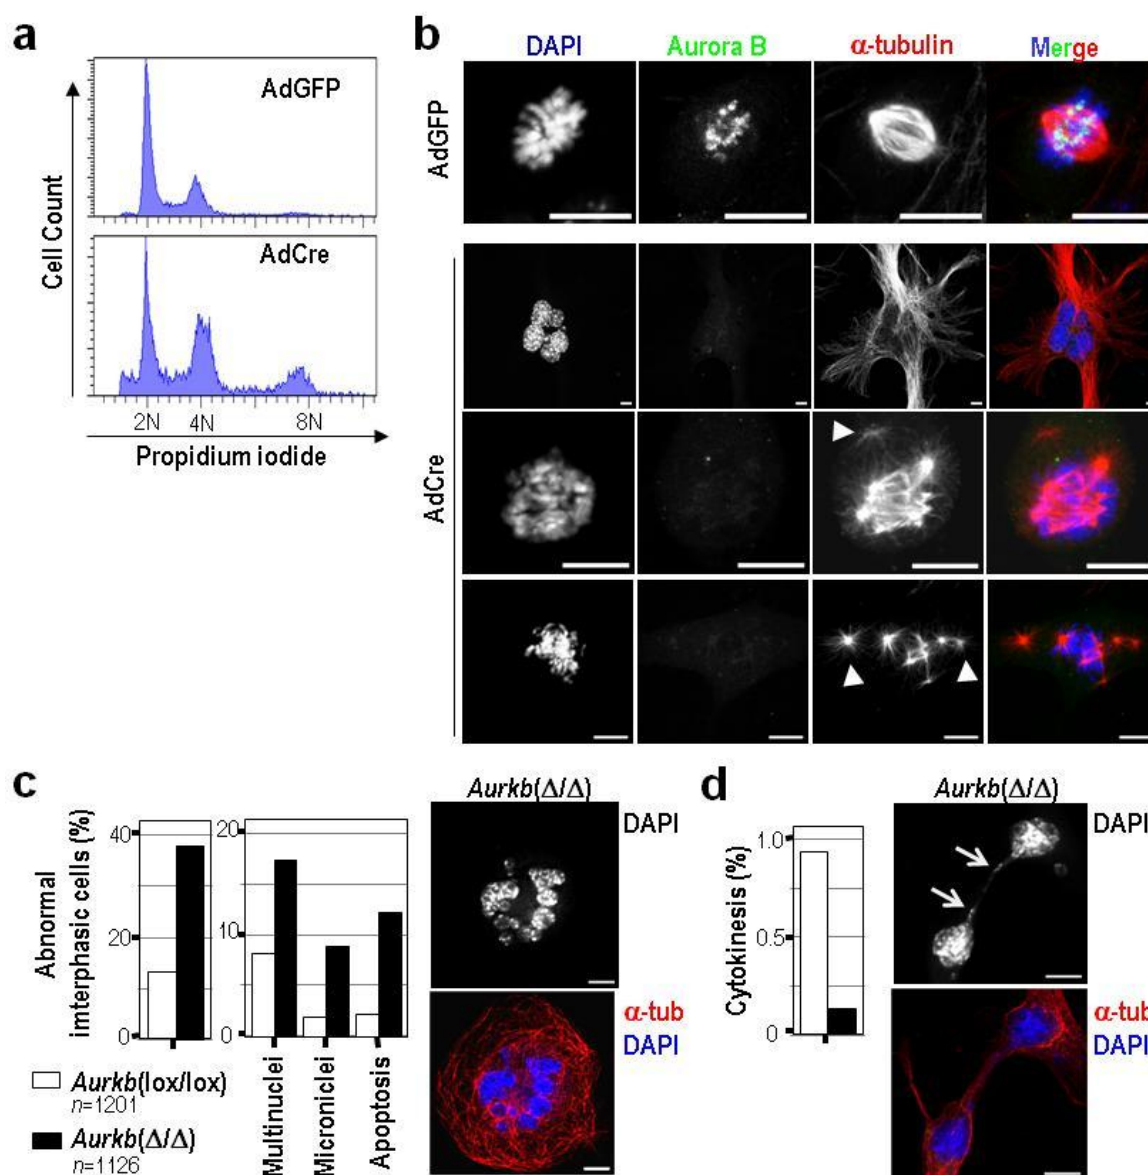 a
AdGFP
AdCre
Cell Count
2N 4N 8N
Propidium iodide
b
DAPI Aurora B α-tubulin Merge
AdGFP
AdCre
c
Abnormal
imterphasic cells (%)
40
20
0
20
10
0
Multinuclei
Microniclei
Apoptosis
Aurkb(lox/lox)
n=1201
Aurkb(Δ/Δ)
n=1126
Aurkb(Δ/Δ)
DAPI
α-tub
DAPI
d
Cytokinesis (%)
1.0
0.5
0
Aurkb(Δ/Δ)
DAPI
α-tub
DAPI